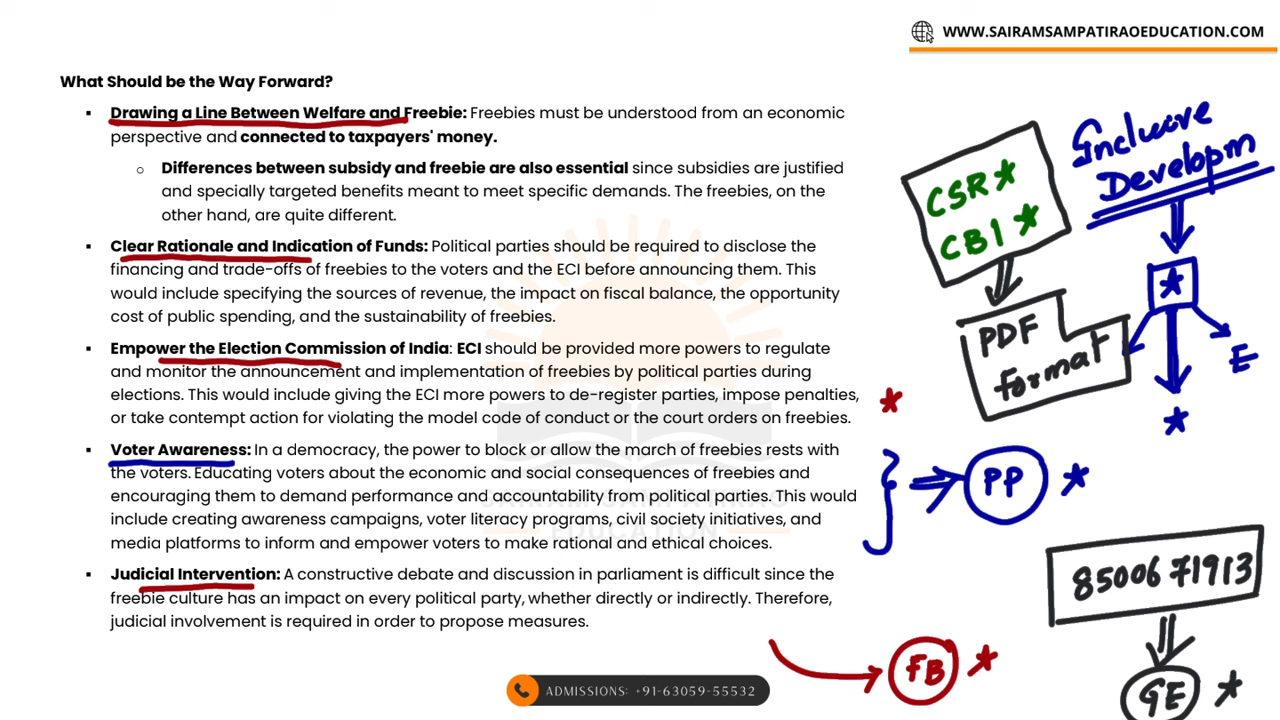 WWW.SAIRAMSAMPATIRAOEDUCATION.COM
What Should be the Way Forward?
▪ Drawing a Line Between Welfare and Freebie: Freebies must be understood from an economic
perspective and connected to taxpayers' money.
o Differences between subsidy and freebie are also essential since subsidies are justified
and specially targeted benefits meant to meet specific demands. The freebies, on the
other hand, are quite different.
▪ Clear Rationale and Indication of Funds: Political parties should be required to disclose the
financing and trade-offs of freebies to the voters and the ECI before announcing them. This
would include specifying the sources of revenue, the impact on fiscal balance, the opportunity
cost of public spending, and the sustainability of freebies.
▪ Empower the Election Commission of India: ECI should be provided more powers to regulate
and monitor the announcement and implementation of freebies by political parties during
elections. This would include giving the ECI more powers to de-register parties, impose penalties,
or take contempt action for violating the model code of conduct or the court orders on freebies.
▪ Voter Awareness: In a democracy, the power to block or allow the march of freebies rests with
the voters. Educating voters about the economic and social consequences of freebies and
encouraging them to demand performance and accountability from political parties. This would
include creating awareness campaigns, voter literacy programs, civil society initiatives, and
media platforms to inform and empower voters to make rational and ethical choices.
▪ Judicial Intervention: A constructive debate and discussion in parliament is difficult since the
freebie culture has an impact on every political party, whether directly or indirectly. Therefore,
judicial involvement is required in order to propose measures.
SAIRAM SAMPATIRAO
EDUCATION
CSR
CBI
PDF
format
Inclusive
Developm
E
PP
85006 71913
FB
GE
ADMISSIONS: +91-63059-55532